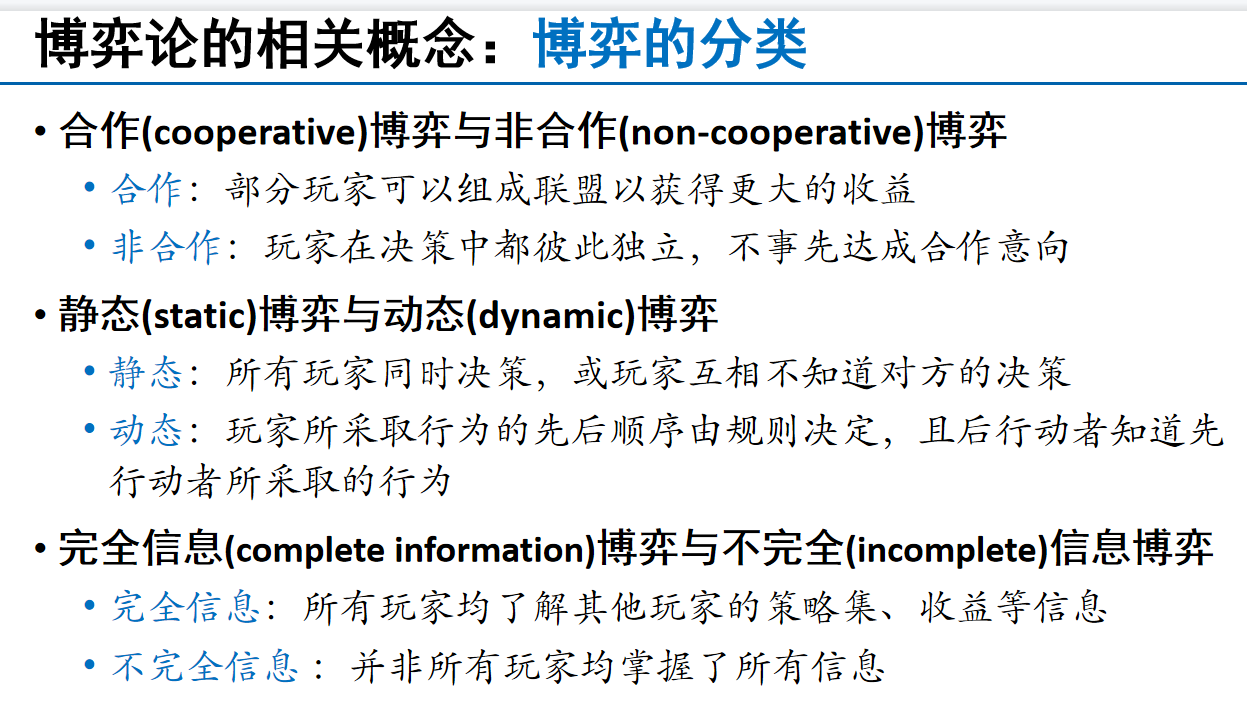 博弈论的相关概念：博弈的分类
• 合作(cooperative)博弈与非合作(non-cooperative)博弈
• 合作：部分玩家可以组成联盟以获得更大的收益
• 非合作：玩家在决策中都彼此独立，不事先达成合作意向
• 静态(static)博弈与动态(dynamic)博弈
• 静态：所有玩家同时决策，或玩家互相不知道对方的决策
• 动态：玩家所采取行为的先后顺序由规则决定，且后行动者知道先
行动者所采取的行为
• 完全信息(complete information)博弈与不完全(incomplete)信息博弈
• 完全信息：所有玩家均了解其他玩家的策略集、收益等信息
• 不完全信息：并非所有玩家均掌握了所有信息